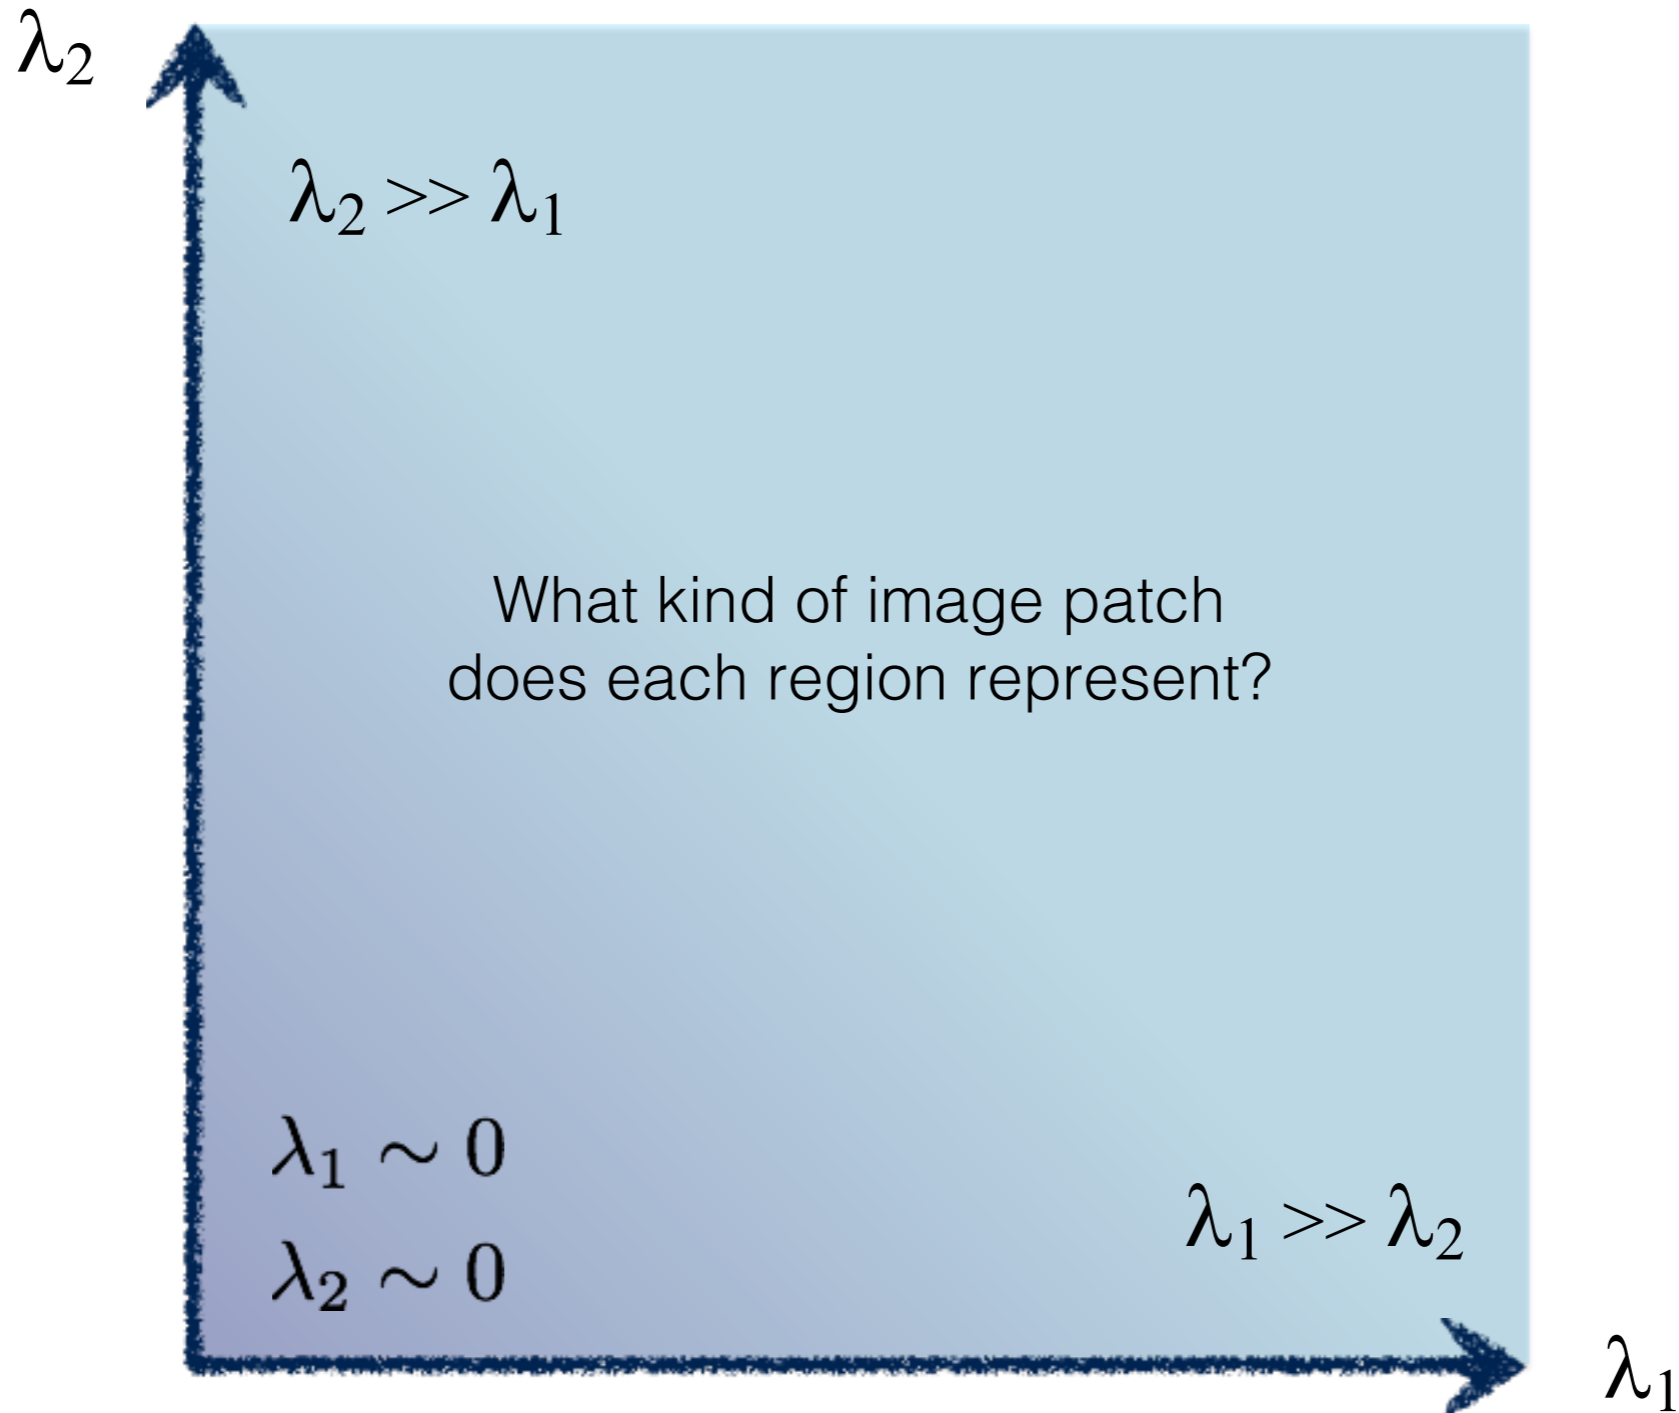 λ₂
λ₂ >> λ₁
What kind of image patch
does each region represent?
λ₁ ∼ 0
λ₂ ∼ 0
λ₁ >> λ₂
λ₁